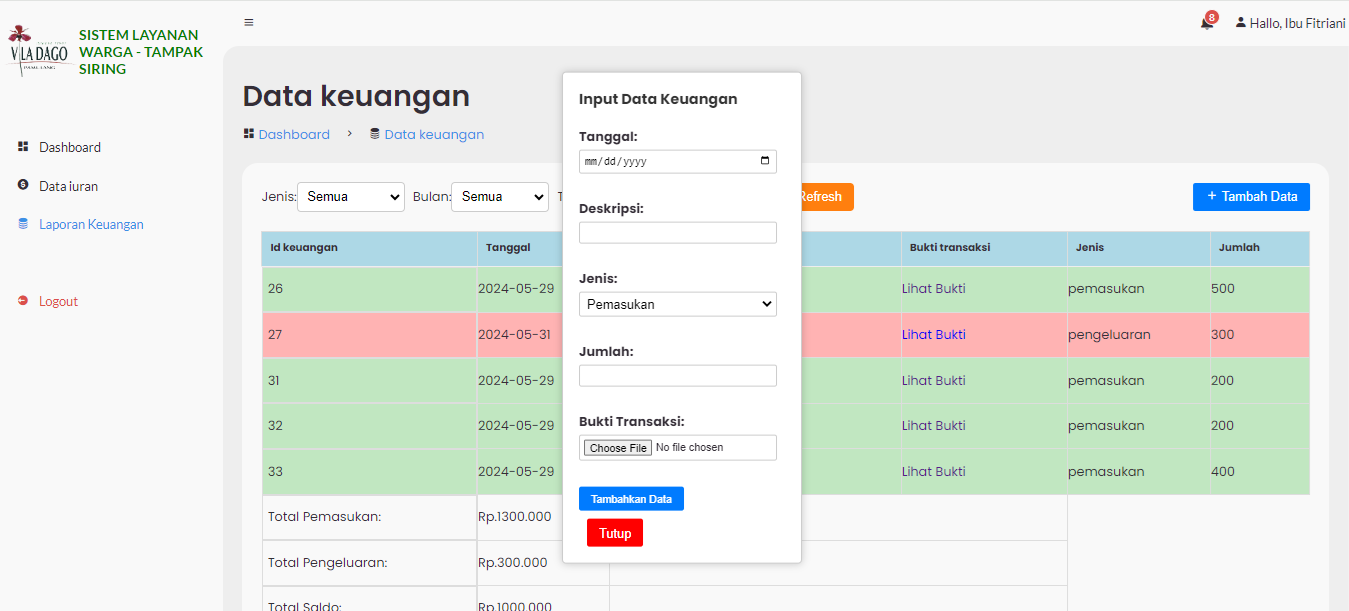 VILA DAGO
SISTEM LAYANAN
WARGA - TAMPAK
SIRING
8
Hallo, Ibu Fitriani
Dashboard
Data iuran
Laporan Keuangan
Logout
Data keuangan
Dashboard > Data keuangan
Jenis: Semua Bulan: Semua T Refresh + Tambah Data
Id keuangan Tanggal Bukti transaksi Jenis Jumlah
26 2024-05-29 Lihat Bukti pemasukan 500
27 2024-05-31 Lihat Bukti pengeluaran 300
31 2024-05-29 Lihat Bukti pemasukan 200
32 2024-05-29 Lihat Bukti pemasukan 200
33 2024-05-29 Lihat Bukti pemasukan 400
Total Pemasukan: Rp.1300.000
Total Pengeluaran: Rp.300.000
Total Saldo: Rp.1000.000
Input Data Keuangan
Tanggal:
mm/dd/yyyy
Deskripsi:
Jenis:
Pemasukan
Jumlah:
Bukti Transaksi:
Choose File No file chosen
Tambahkan Data
Tutup